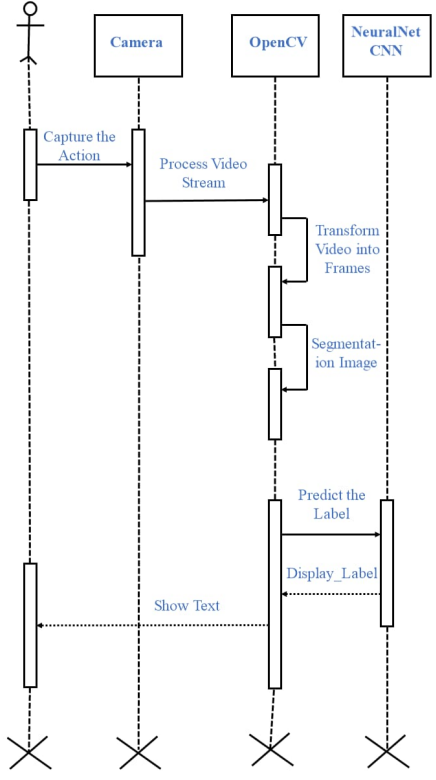 Camera
OpenCV
NeuralNet
CNN
Capture the
Action
Process Video
Stream
Transform
Video into
Frames
Segmentat-
ion Image
Predict the
Label
Display_Label
Show Text